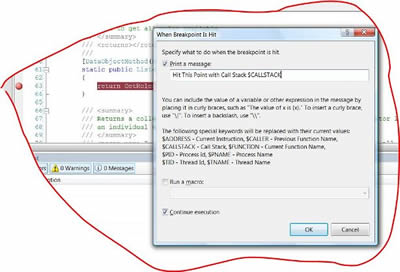 to get al
/// </summary>
/// <returns></re
///
[DataObjectMethod(
static public List
{
return GetRole
}
/// <summary>
/// Returns a colle
/// an individual
/// </summary>
0 Warnings
0 Messages
When Breakpoint Is Hit
Specify what to do when the breakpoint is hit.
Print a message:
Hit This Point with Call Stack $CALLSTACK
You can include the value of a variable or other expression in the message by
placing it in curly braces, such as "The value of x is {x}." To insert a curly brace,
use "\{". To insert a backslash, use "\\".
The following special keywords will be replaced with their current values:
$ADDRESS - Current Instruction, $CALLER - Previous Function Name,
$CALLSTACK - Call Stack, $FUNCTION - Current Function Name,
$PID - Process Id, $PNAME - Process Name
$TID - Thread Id, $TNAME - Thread Name
Run a macro:
Continue execution
OK
Cancel